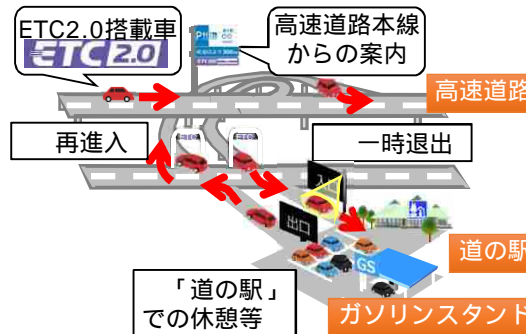 ETC2.0搭載車
ETC2.0
高速道路本線
からの案内
高速道路
再進入
ETC
ETC
一時退出
入口
出口
道の駅
GS
「道の駅」
での休憩等
ガソリンスタンド